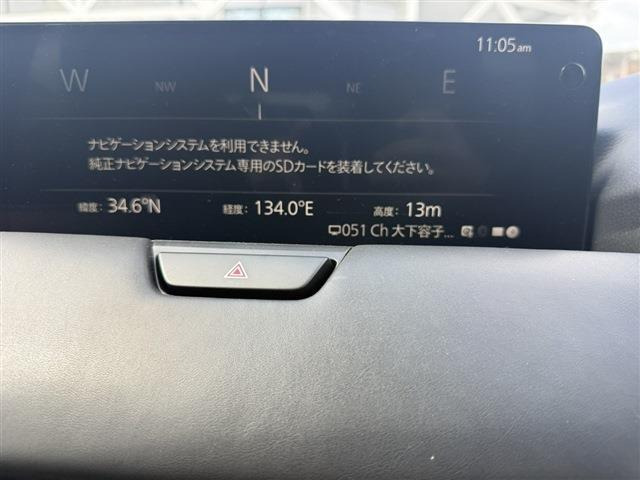 11:05am
W NW N NE E
ナビゲーションシステムを利用できません。
純正ナビゲーションシステム専用のSDカードを装着してください。
緯度: 34.6°N 経度: 134.0°E 高度: 13m
051 Ch 大下容子...